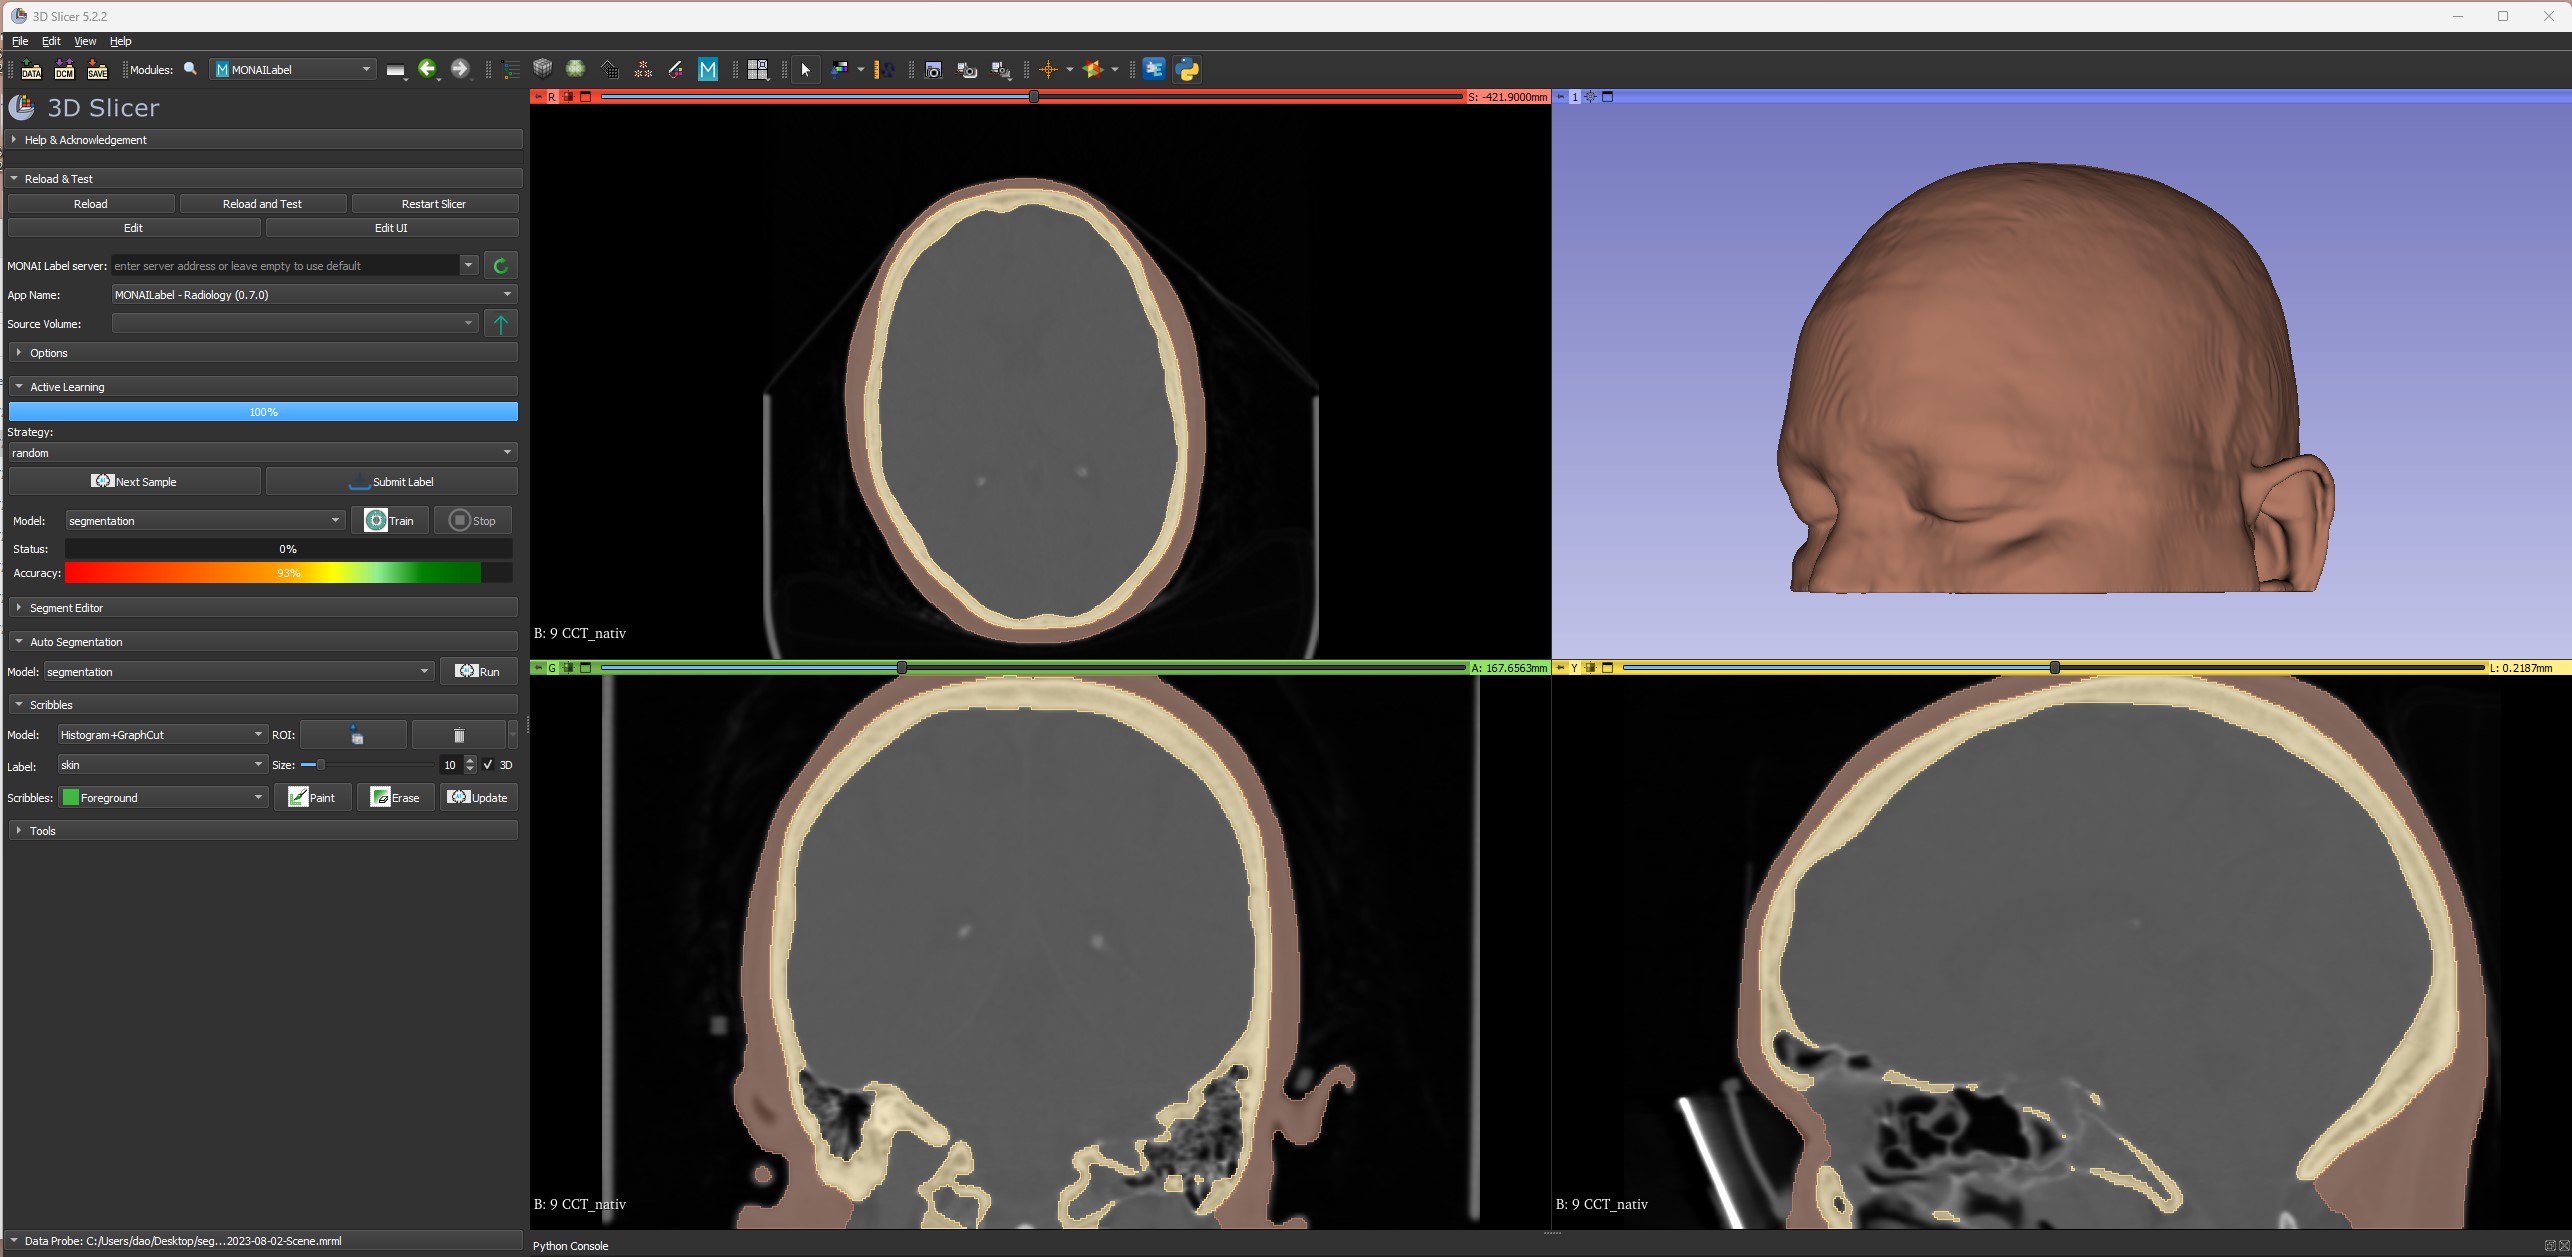 3D Slicer 5.2.2
File Edit View Help
DATA DCM SAVE Modules: M MONAILabel M
3D Slicer
Help & Acknowledgement
Reload & Test
Reload Reload and Test Restart Slicer
Edit Edit UI
MONAI Label server: enter server address or leave empty to use default
App Name: MONAILabel - Radiology (0.7.0)
Source Volume:
Options
Active Learning
100%
Strategy:
random
Next Sample Submit Label
Model: segmentation Train Stop
Status: 0%
Accuracy: 93%
Segment Editor
Auto Segmentation
Model: segmentation Run
Scribbles
Model: Histogram+GraphCut ROI:
Label: skin Size: 10 3D
Scribbles: Foreground Paint Erase Update
Tools
Data Probe: C:/Users/dao/Desktop/seg...2023-08-02-Scene.mrml
R S: -421.9000mm
B: 9 CCT_nativ
1
G A: 167.6563mm
B: 9 CCT_nativ
Y L: 0.2187mm
B: 9 CCT_nativ
Python Console